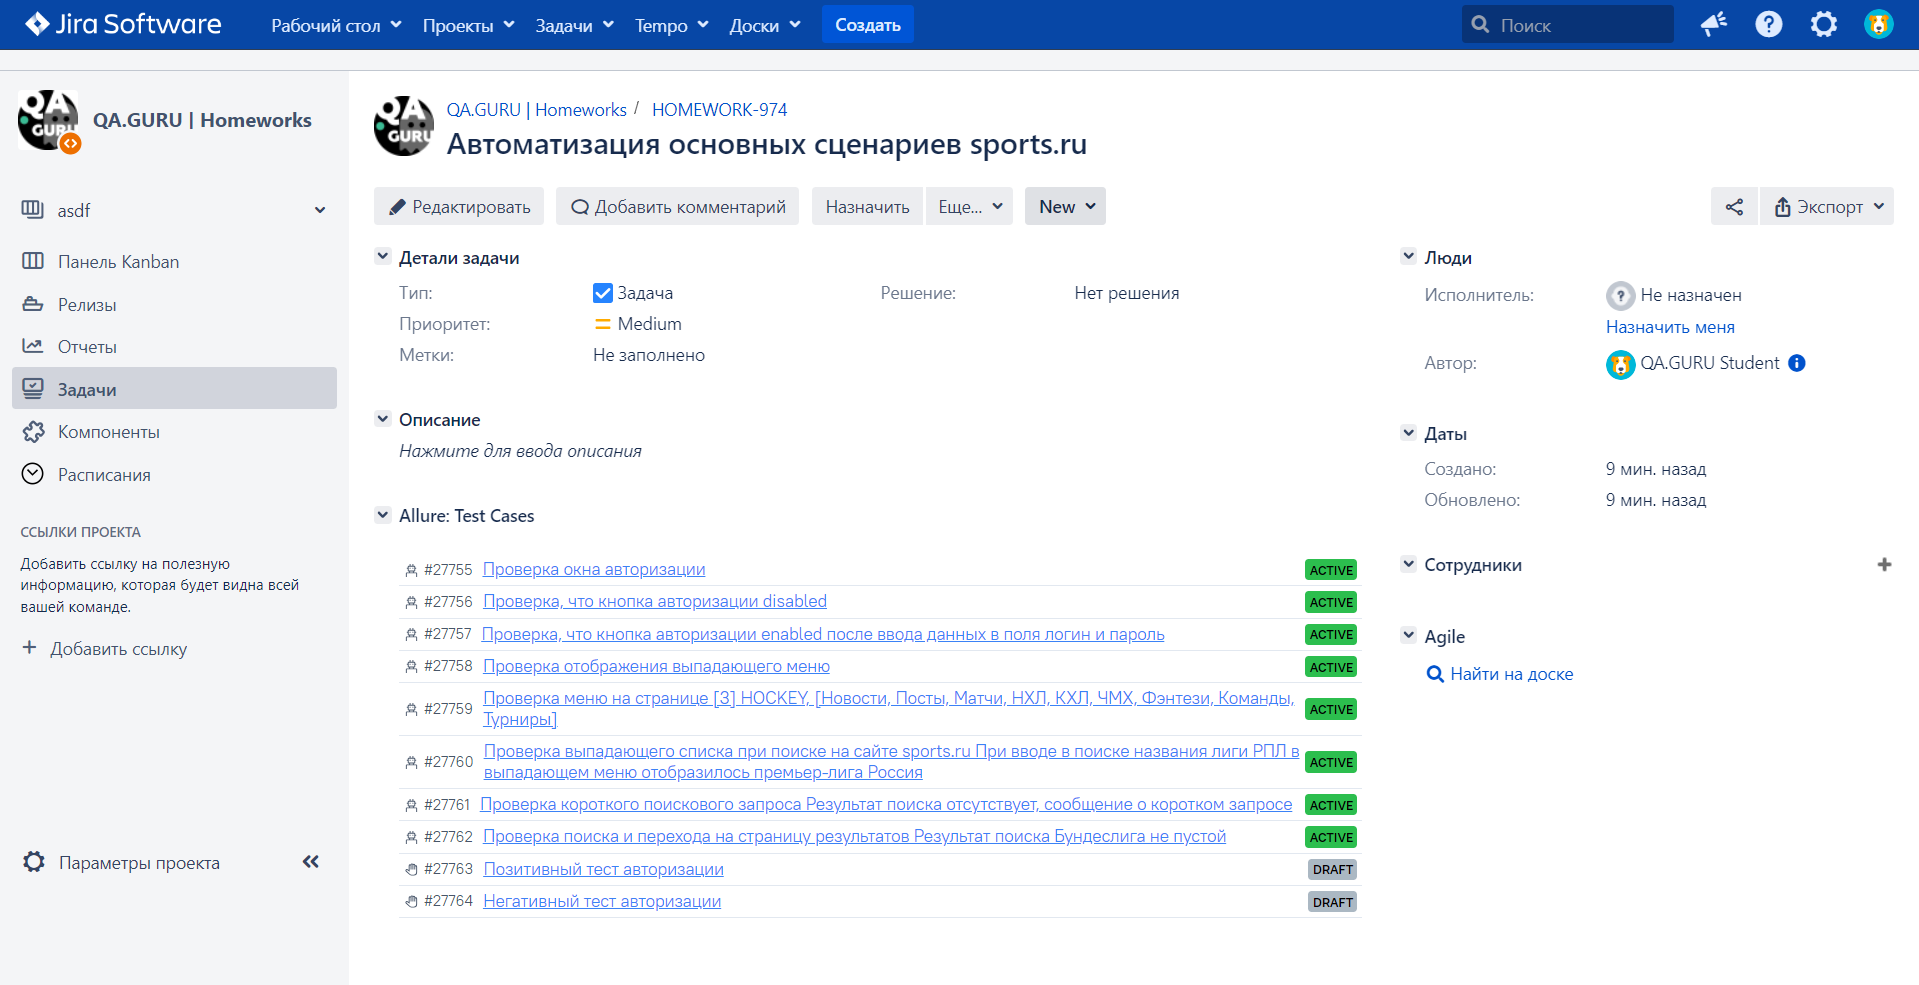 Jira Software
Рабочий стол
Проекты
Задачи
Tempo
Доски
Создать
Поиск
QA.GURU | Homeworks
asdf
Панель Kanban
Релизы
Отчеты
Задачи
Компоненты
Расписания
ССЫЛКИ ПРОЕКТА
Добавить ссылку на полезную
информацию, которая будет видна всей
вашей команде.
+ Добавить ссылку
Параметры проекта
QA GURU
QA.GURU | Homeworks / HOMEWORK-974
Автоматизация основных сценариев sports.ru
Редактировать
Добавить комментарий
Назначить
Еще...
New
Экспорт
Детали задачи
Тип: Задача
Решение: Нет решения
Приоритет: Medium
Метки: Не заполнено
Описание
Нажмите для ввода описания
Allure: Test Cases
#27755 Проверка окна авторизации ACTIVE
#27756 Проверка, что кнопка авторизации disabled ACTIVE
#27757 Проверка, что кнопка авторизации enabled после ввода данных в поля логин и пароль ACTIVE
#27758 Проверка отображения выпадающего меню ACTIVE
#27759 Проверка меню на странице [3] HOCKEY, [Новости, Посты, Матчи, НХЛ, КХЛ, ЧМХ, Фэнтези, Команды,
Турниры] ACTIVE
#27760 Проверка выпадающего списка при поиске на сайте sports.ru При вводе в поиске названия лиги РПЛ в
выпадающем меню отобразилось премьер-лига Россия ACTIVE
#27761 Проверка короткого поискового запроса Результат поиска отсутствует, сообщение о коротком запросе ACTIVE
#27762 Проверка поиска и перехода на страницу результатов Результат поиска Бундеслига не пустой ACTIVE
#27763 Позитивный тест авторизации DRAFT
#27764 Негативный тест авторизации DRAFT
Люди
Исполнитель: Не назначен
Назначить меня
Автор: QA.GURU Student
Даты
Создано: 9 мин. назад
Обновлено: 9 мин. назад
Сотрудники
Agile
Найти на доске